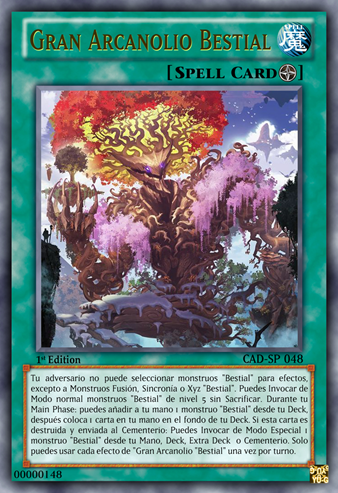 Gran Arcanolio Bestial
[Spell Card]
1st Edition
CAD-SP 048
Tu adversario no puede seleccionar monstruos "Bestial" para efectos,
excepto a Monstruos Fusión, Sincronía o Xyz "Bestial". Puedes Invocar de
Modo normal monstruos "Bestial" de nivel 5 sin Sacrificar. Durante tu
Main Phase: puedes añadir a tu mano 1 monstruo "Bestial" desde tu Deck,
después coloca 1 carta en tu mano en el fondo de tu Deck. Si esta carta es
destruida y enviada al Cementerio: Puedes Invocar de Modo Especial 1
monstruo "Bestial" desde tu Mano, Deck, Extra Deck o Cementerio. Solo
puedes usar cada efecto de "Gran Arcanolio Bestial" una vez por turno.
00000148